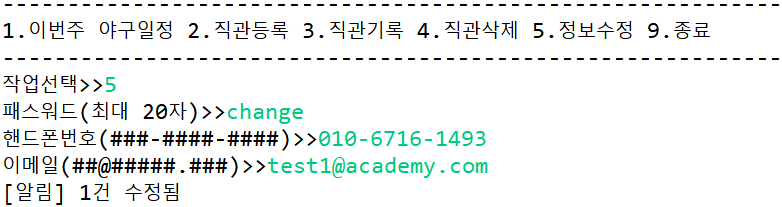 ------------------------------------------------------------
1.이번주 야구일정 2.직관등록 3.직관기록 4.직관삭제 5.정보수정 9.종료
------------------------------------------------------------
작업선택>>5
패스워드(최대 20자)>>change
핸드폰번호(###-####-####)>>010-6716-1493
이메일(##@#####.###)>>test1@academy.com
[알림] 1건 수정됨